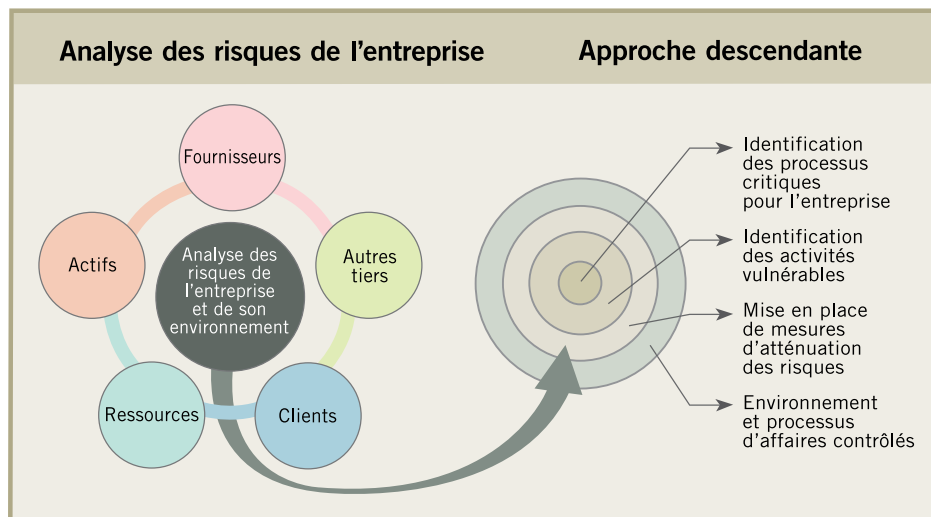 Analyse des risques de l'entreprise
Approche descendante
Fournisseurs
Actifs
Analyse des
risques de
l'entreprise
et de son
environnement
Autres
tiers
Ressources
Clients
Identification
des processus
critiques
pour l'entreprise
Identification
des activités
vulnérables
Mise en place
de mesures
d'atténuation
des risques
Environnement
et processus
d'affaires contrôlés